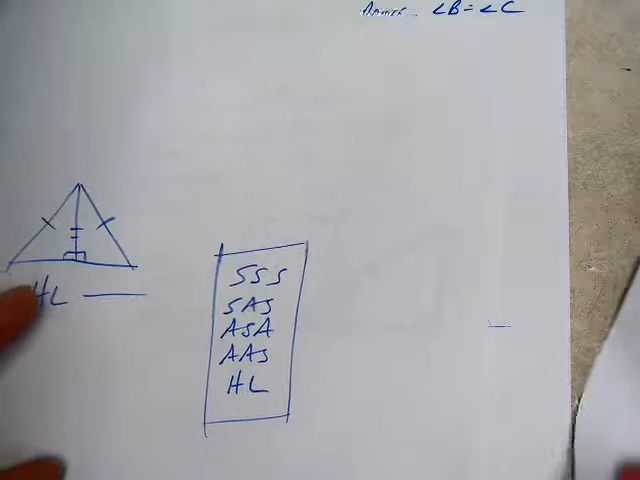 ∠B = ∠C
HL
SSS
SAS
ASA
AAS
HL